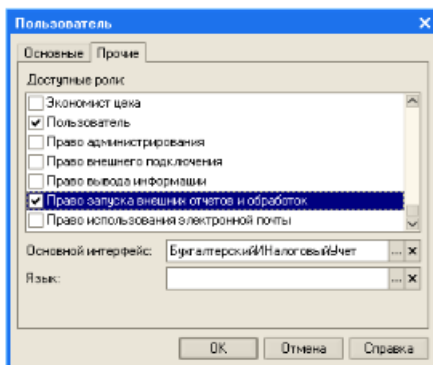 Пользователь
Основные Прочие
Доступные роли:
Экономист цеха
Пользователь
Право администрирования
Право внешнего подключения
Право вывода информации
Право запуска внешних отчетов и обработок
Право использования электронной почты
Основной интерфейс: БухгалтерскийИНалоговыйУчет ...
Язык: ...
OK Отмена Справка